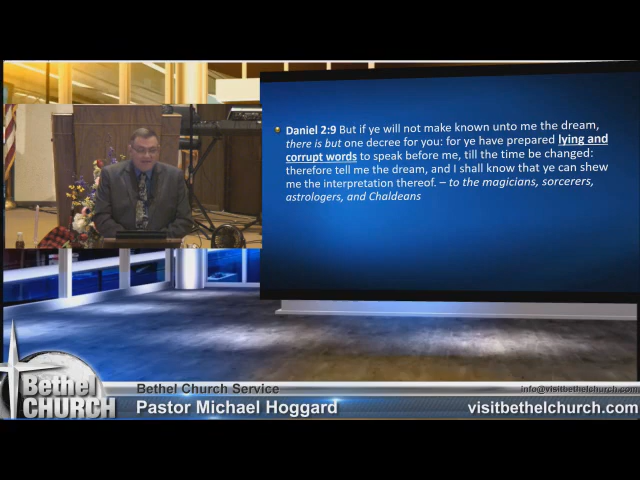 Daniel 2:9 But if ye will not make known unto me the dream,
there is but one decree for you: for ye have prepared lying and
corrupt words to speak before me, till the time be changed:
therefore tell me the dream, and I shall know that ye can shew
me the interpretation thereof. – to the magicians, sorcerers,
astrologers, and Chaldeans
Bethel
CHURCH
Bethel Church Service
info@visitbethelchurch.com
Pastor Michael Hoggard
visitbethelchurch.com